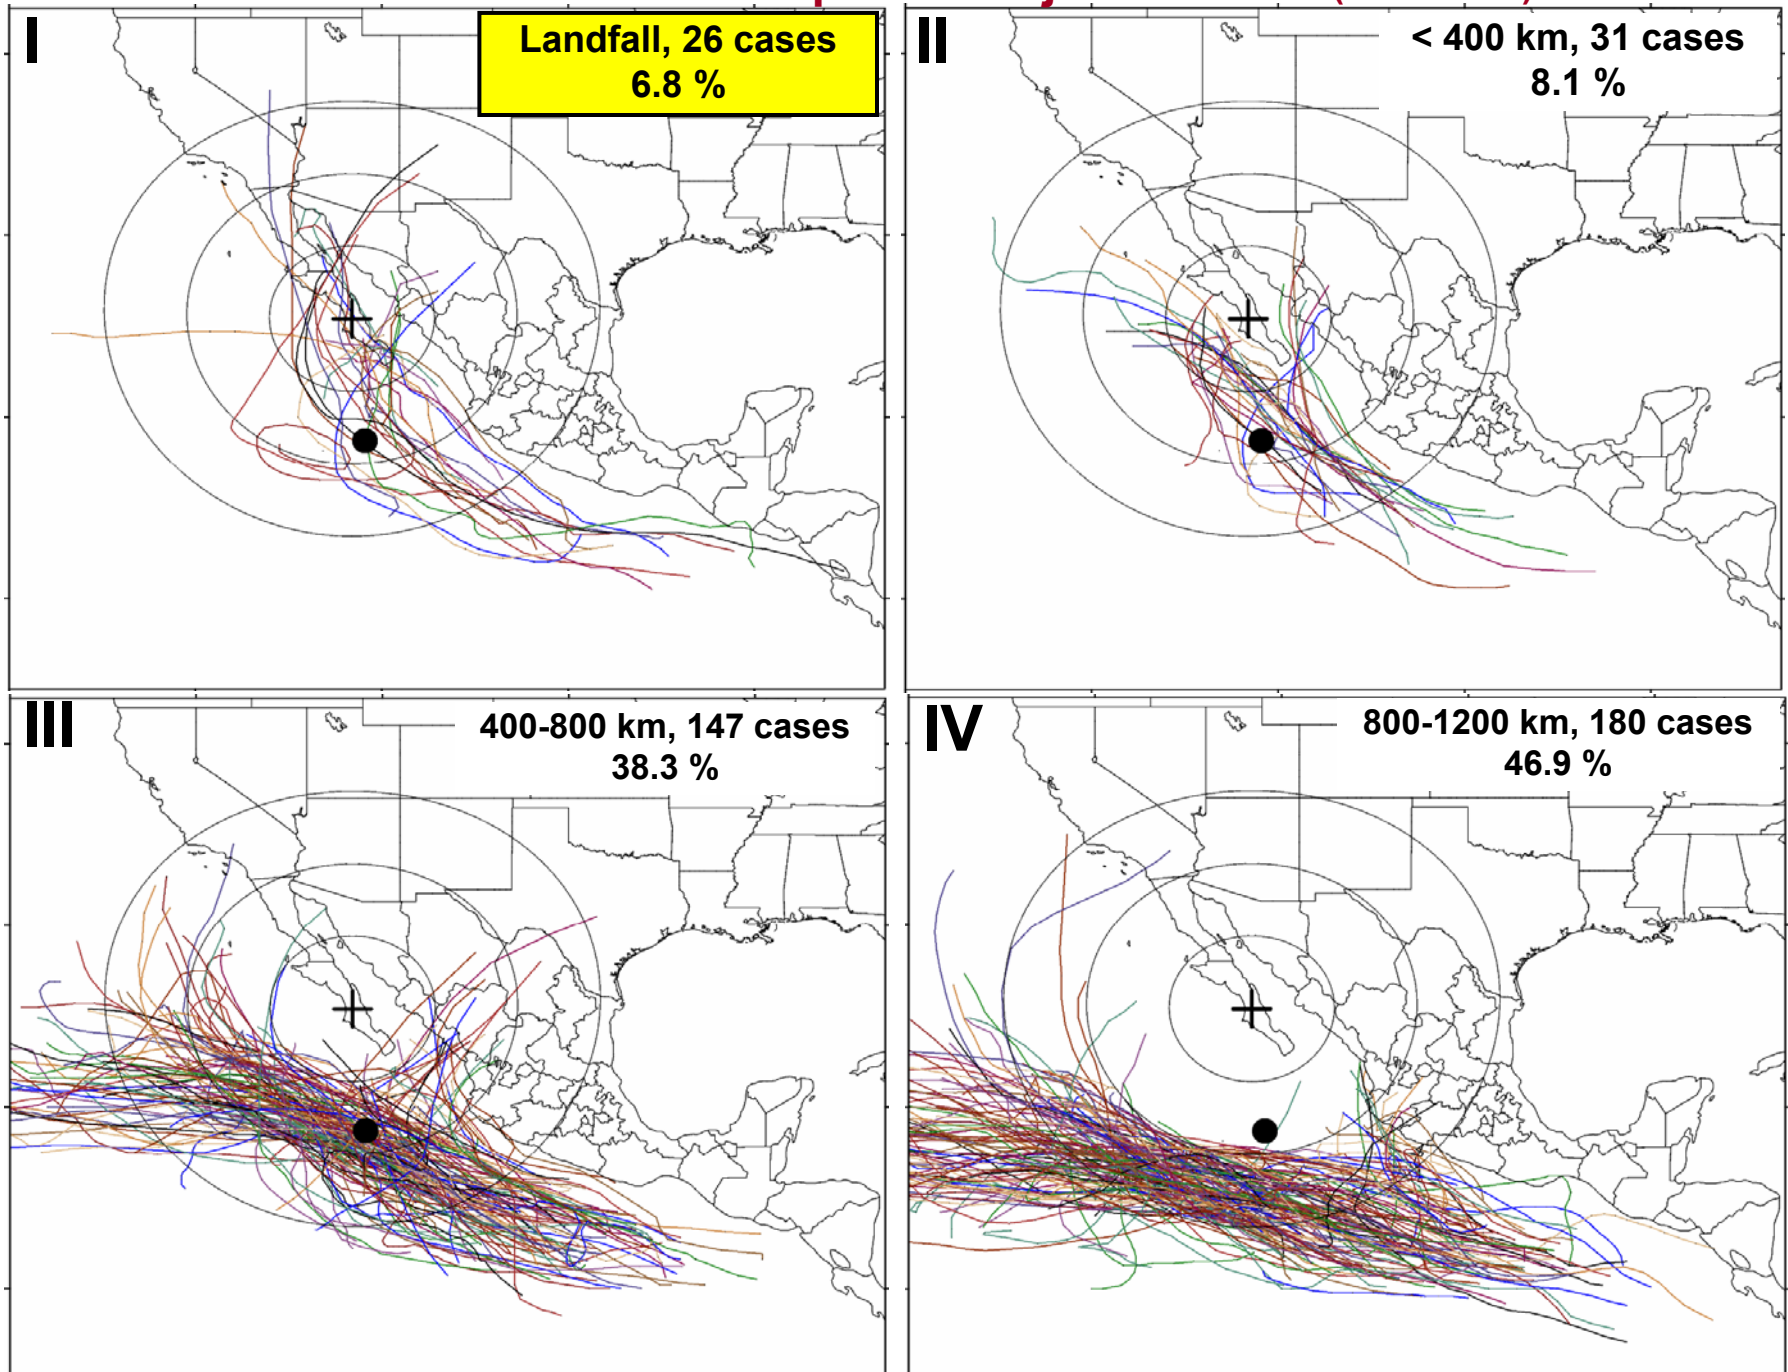 I
Landfall, 26 cases
6.8 %
II
< 400 km, 31 cases
8.1 %
III
400-800 km, 147 cases
38.3 %
IV
800-1200 km, 180 cases
46.9 %